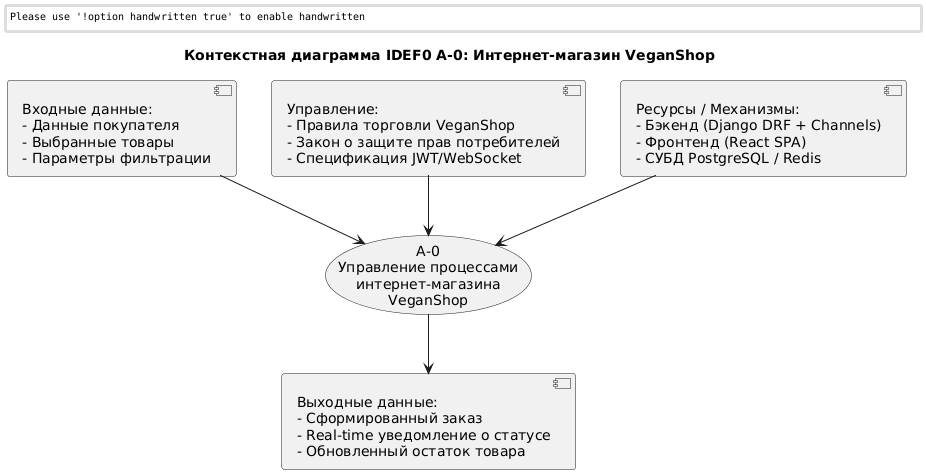 Please use '!option handwritten true' to enable handwritten
Контекстная диаграмма IDEF0 A-0: Интернет-магазин VeganShop
Входные данные:
- Данные покупателя
- Выбранные товары
- Параметры фильтрации
Управление:
- Правила торговли VeganShop
- Закон о защите прав потребителей
- Спецификация JWT/WebSocket
Ресурсы / Механизмы:
- Бэкенд (Django DRF + Channels)
- Фронтенд (React SPA)
- СУБД PostgreSQL / Redis
A-0
Управление процессами
интернет-магазина
VeganShop
Выходные данные:
- Сформированный заказ
- Real-time уведомление о статусе
- Обновленный остаток товара